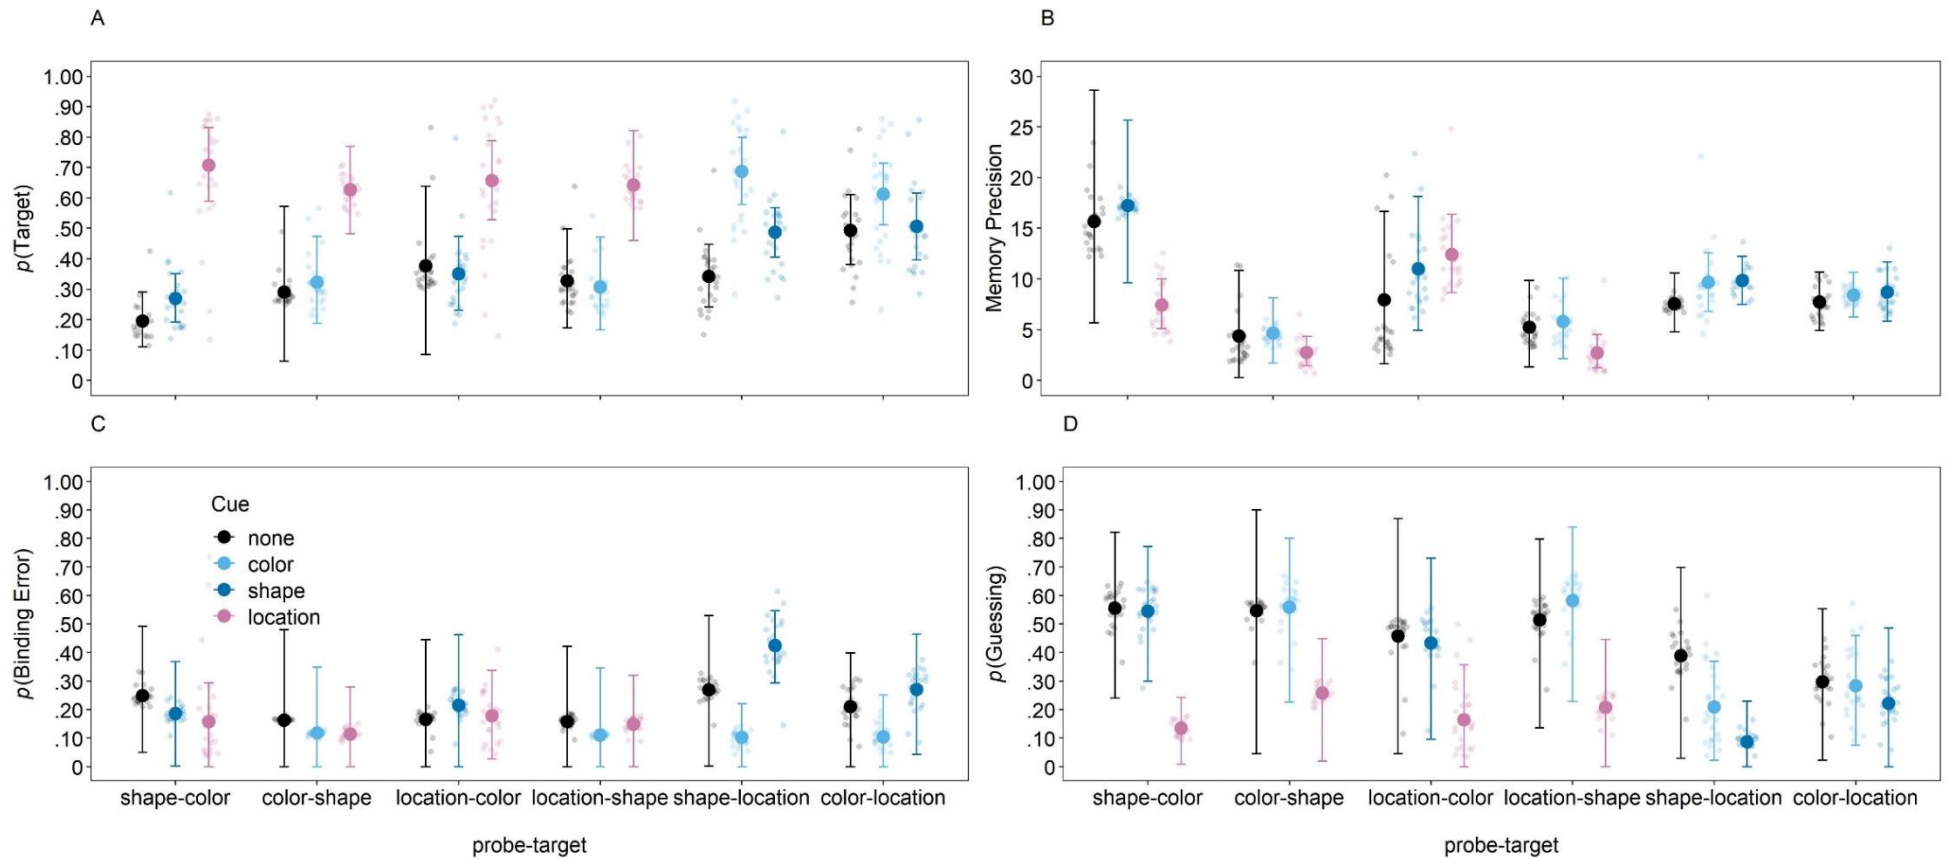 A
p(Target)
1.00
.90
.80
.70
.60
.50
.40
.30
.20
.10
0
B
Memory Precision
30
25
20
15
10
5
0
C
p(Binding Error)
1.00
.90
.80
.70
.60
.50
.40
.30
.20
.10
0
Cue
none
color
shape
location
shape-color color-shape location-color location-shape shape-location color-location
probe-target
D
p(Guessing)
1.00
.90
.80
.70
.60
.50
.40
.30
.20
.10
0
shape-color color-shape location-color location-shape shape-location color-location
probe-target